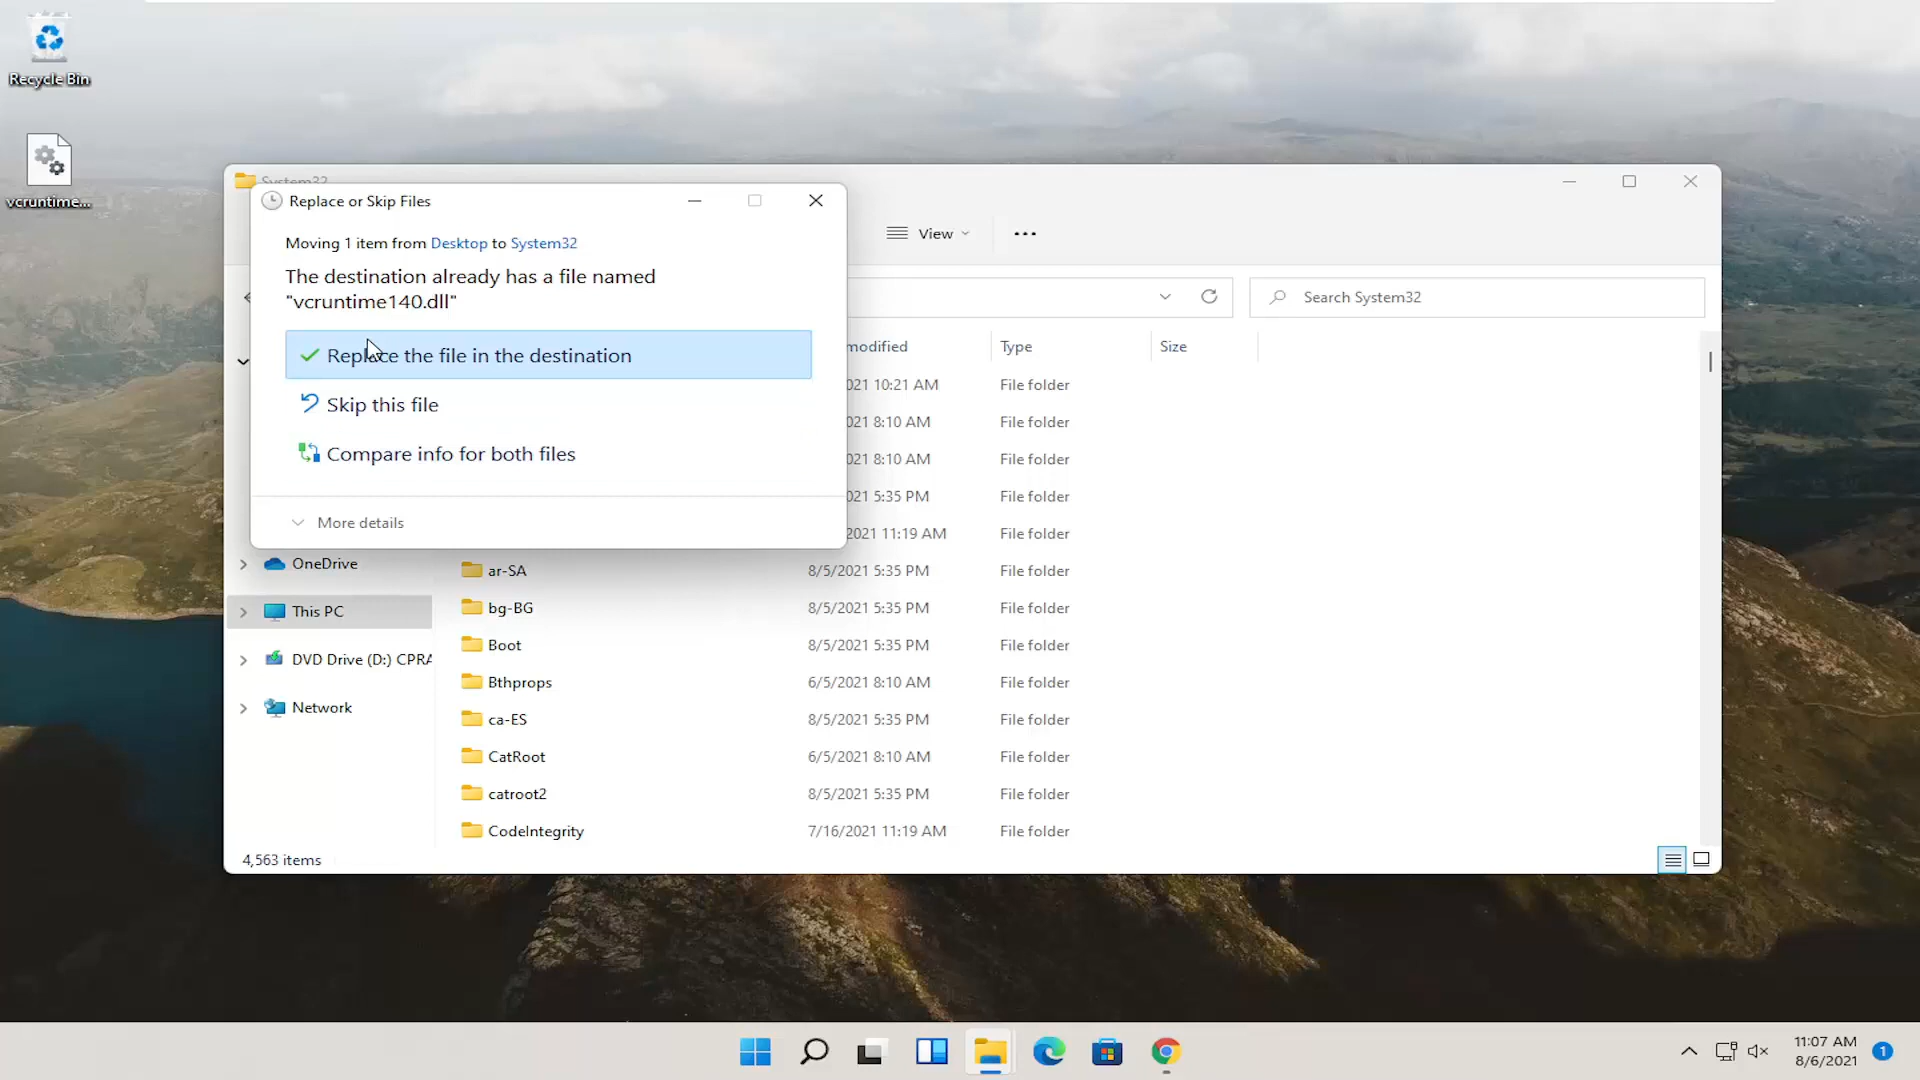 Recycle Bin
vcruntime...
System32
Replace or Skip Files
Moving 1 item from Desktop to System32
The destination already has a file named
"vcruntime140.dll"
Replace the file in the destination
Skip this file
Compare info for both files
More details
View
Search System32
modified
Type
Size
021 10:21 AM
File folder
021 8:10 AM
File folder
021 8:10 AM
File folder
021 5:35 PM
File folder
2021 11:19 AM
File folder
OneDrive
This PC
DVD Drive (D:) CPRA
Network
ar-SA
8/5/2021 5:35 PM
File folder
bg-BG
8/5/2021 5:35 PM
File folder
Boot
8/5/2021 5:35 PM
File folder
Bthprops
6/5/2021 8:10 AM
File folder
ca-ES
8/5/2021 5:35 PM
File folder
CatRoot
6/5/2021 8:10 AM
File folder
catroot2
8/5/2021 5:35 PM
File folder
CodeIntegrity
7/16/2021 11:19 AM
File folder
4,563 items
11:07 AM
8/6/2021
1